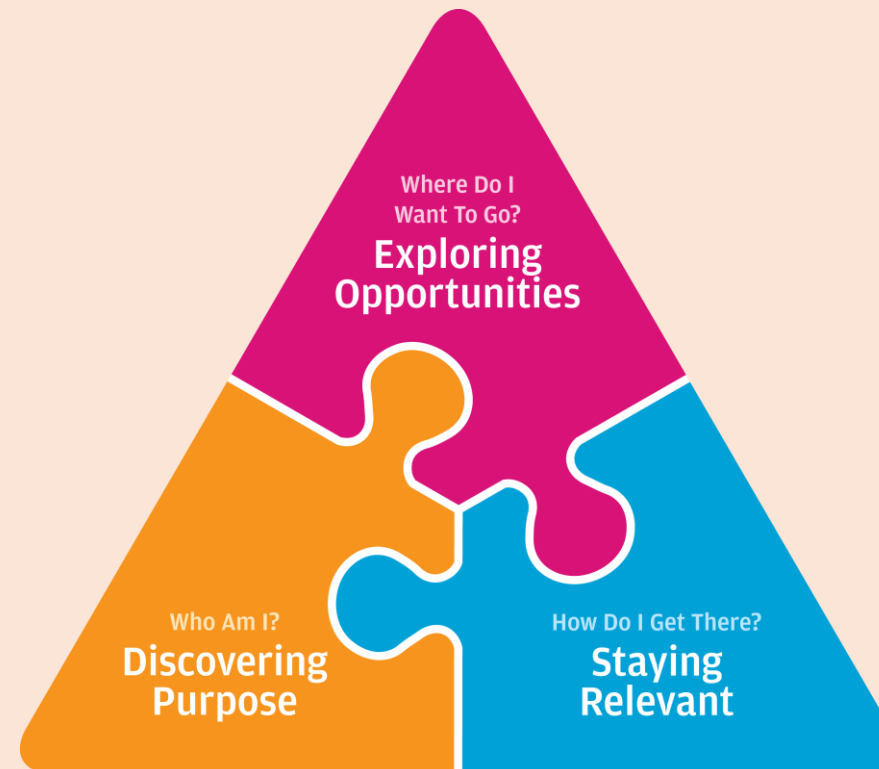 Where Do I
Want To Go?
Exploring
Opportunities
Who Am I?
Discovering
Purpose
How Do I Get There?
Staying
Relevant